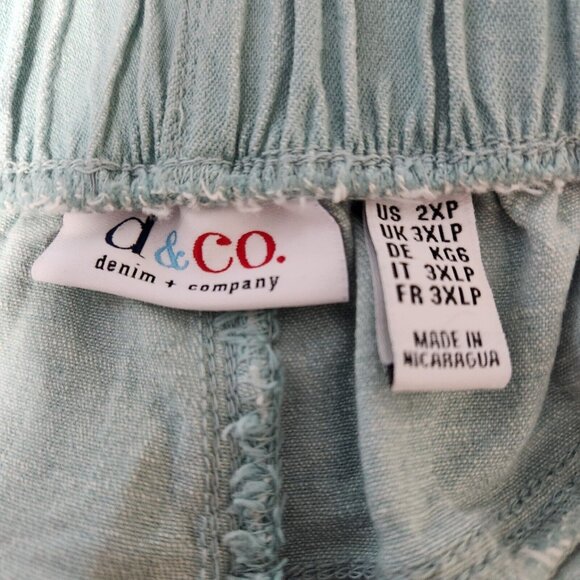 d & co.
denim + company
US 2XP
UK 3XLP
DE KG6
IT 3XLP
FR 3XLP
MADE IN
NICARAGUA